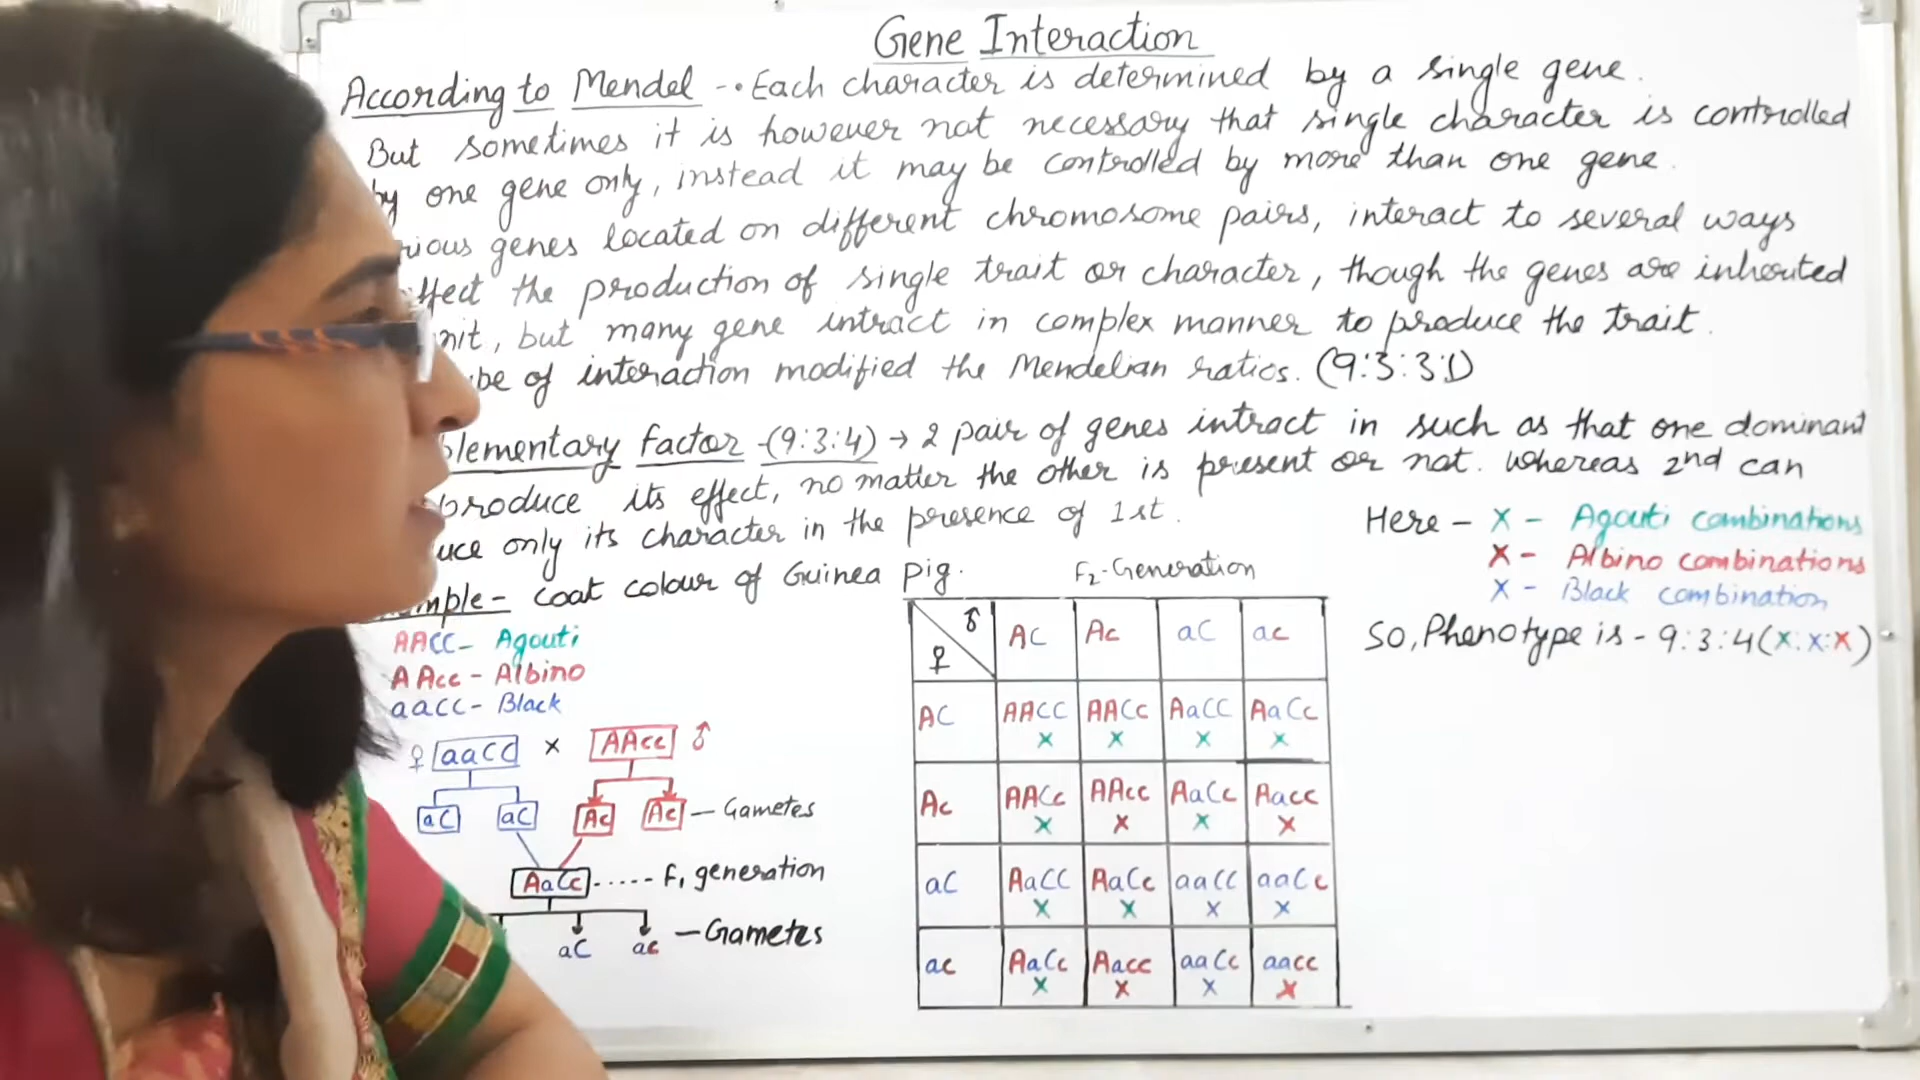 Gene Interaction
According to Mendel -• Each character is determined by a single gene.
But sometimes it is however not necessary that single character is controlled
by one gene only, instead it may be controlled by more than one gene.
genes located on different chromosome pairs, interact to several ways
the production of single trait or character, though the genes are inherited
but many gene intract in complex manner to produce the trait.
of interaction modified the Mendelian ratios. (9:3:3:1)
lementary factor -(9:3:4) → 2 pair of genes intract in such as that one dominant
produce its effect, no matter the other is present or not. Whereas 2nd can
uce only its character in the presence of 1st.
mple - coat colour of Guinea pig.
AACC - Agouti
AAcc - Albino
aaCC - Black
♀ aaCC × AAcc ♂
aC aC Ac Ac — Gametes
AaCc ----- F1 generation
aC ac — Gametes
F2-Generation
♂ AC Ac aC ac
♀
AC AACC AACc AaCC AaCc
x x x x
Ac AACc AAcc AaCc Aacc
x x x x
aC AaCC AaCc aaCC aaCc
x x x x
ac AaCc Aacc aaCc aacc
x x x x
Here - X - Agouti combinations
X - Albino combinations
X - Black combination
So, Phenotype is - 9:3:4 (x:x:x)